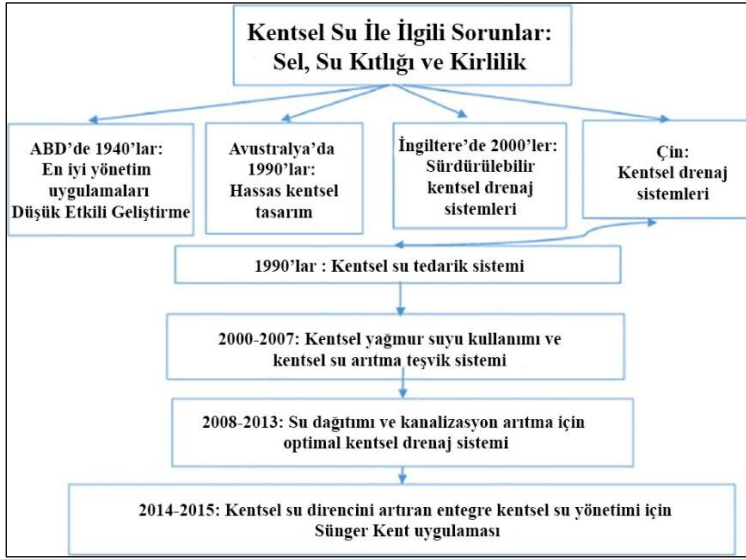 Kentsel Su İle İlgili Sorunlar:
Sel, Su Kıtlığı ve Kirlilik
ABD’de 1940’lar:
En iyi yönetim
uygulamaları
Düşük Etkili Geliştirme
Avustralya’da
1990’lar:
Hassas kentsel
tasarım
İngiltere’de 2000’ler:
Sürdürülebilir
kentsel drenaj
sistemleri
Çin:
Kentsel drenaj
sistemleri
1990’lar : Kentsel su tedarik sistemi
2000-2007: Kentsel yağmur suyu kullanımı ve
kentsel su arıtma teşvik sistemi
2008-2013: Su dağıtımı ve kanalizasyon arıtma için
optimal kentsel drenaj sistemi
2014-2015: Kentsel su direncini artıran entegre kentsel su yönetimi için
Sünger Kent uygulaması